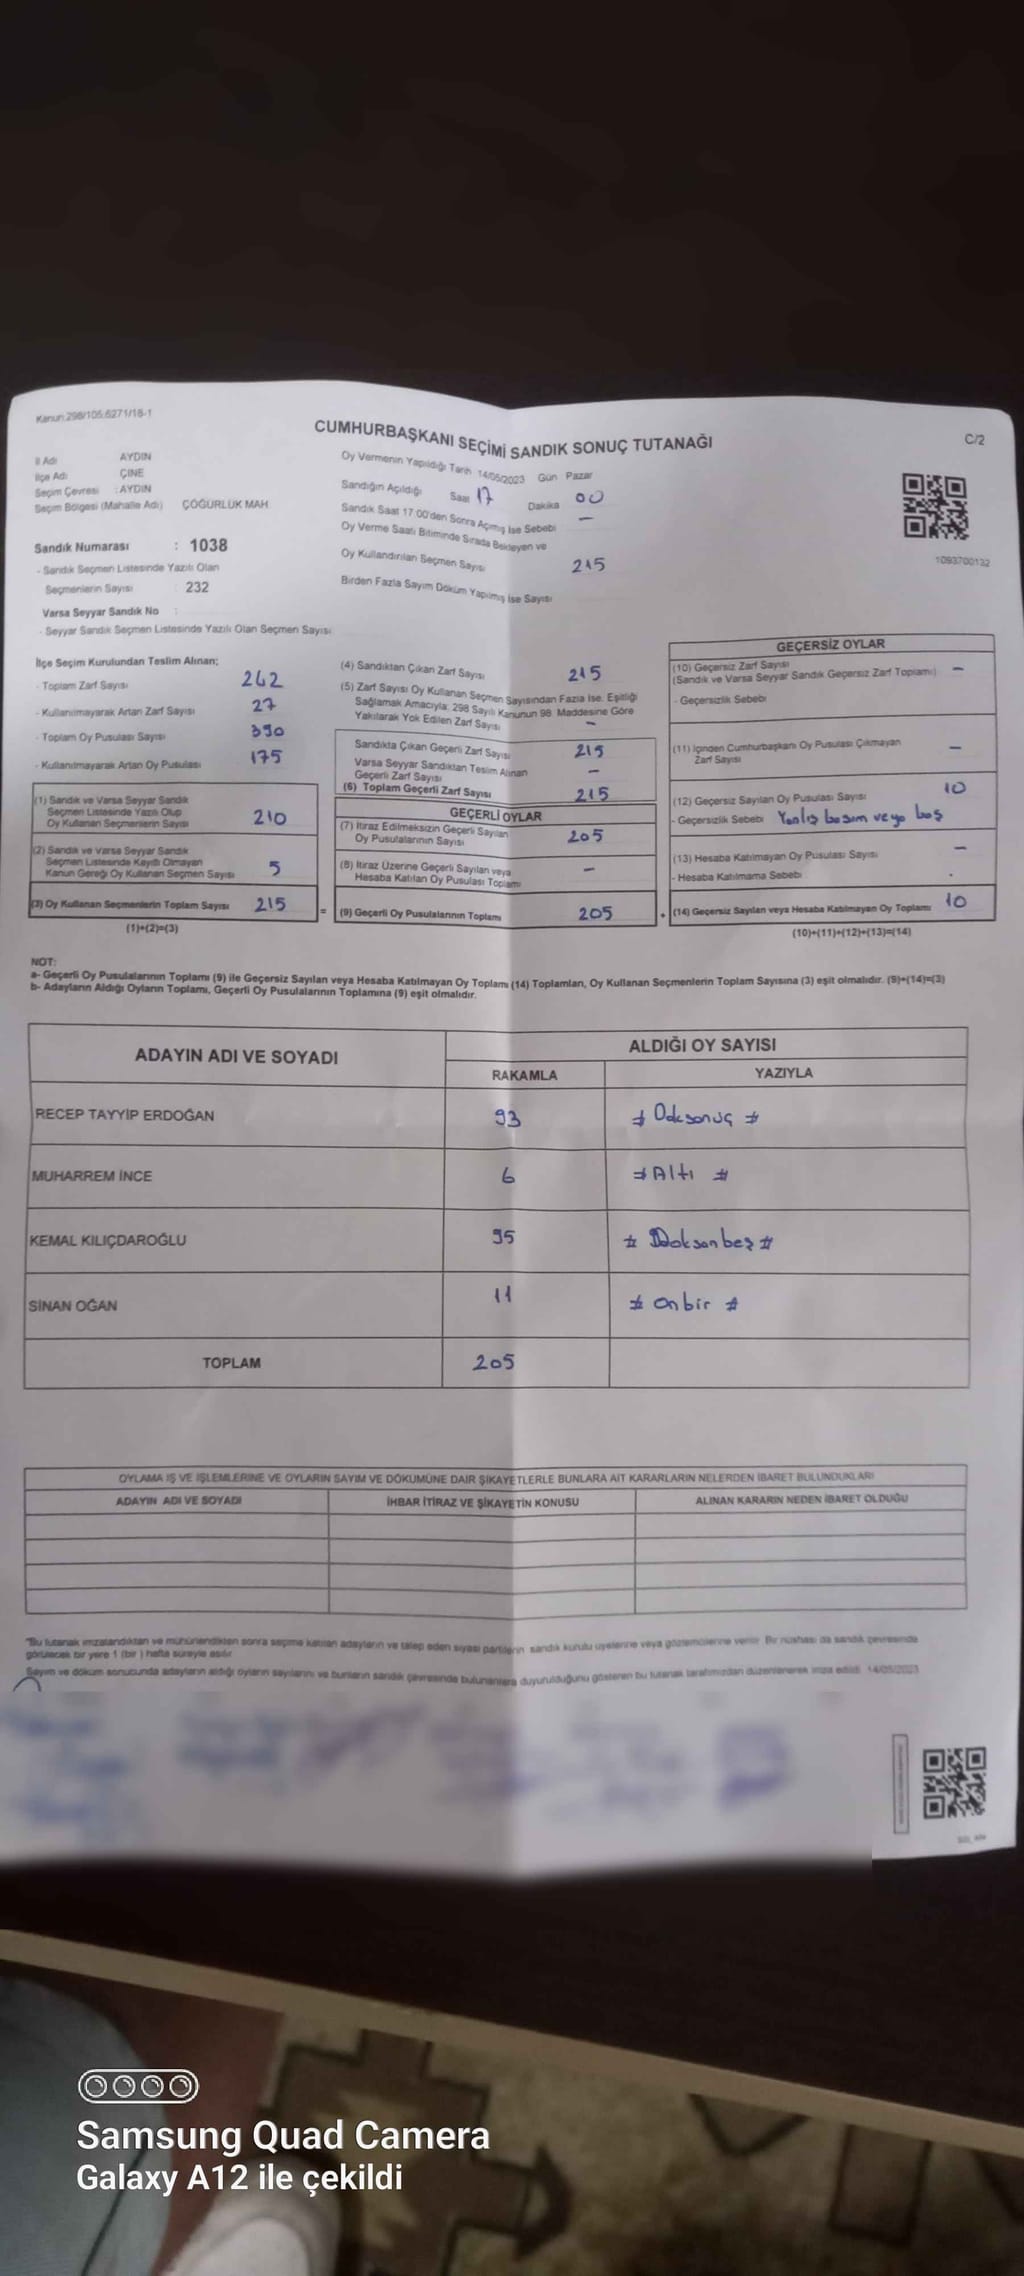 Kanun.298/105.6271/18-1
CUMHURBAŞKANI SEÇİMİ SANDIK SONUÇ TUTANAĞI
C/2
İl Adı AYDIN
İlçe Adı ÇİNE
Seçim Çevresi : AYDIN
Seçim Bölgesi (Mahalle Adı) ÇÖĞÜRLÜK MAH
Sandık Numarası : 1038
- Sandık Seçmen Listesinde Yazılı Olan
Seçmenlerin Sayısı 232
Varsa Seyyar Sandık No :
- Seyyar Sandık Seçmen Listesinde Yazılı Olan Seçmen Sayısı
Oy Vermenin Yapıldığı Tarih 14/05/2023 Gün Pazar
Sandığın Açıldığı Saat 17 Dakika 00
Sandık Saat 17:00'den Sonra Açılmış İse Sebebi –
Oy Verme Saati Bitiminde Sırada Bekleyen ve
Oy Kullandırılan Seçmen Sayısı 215
Birden Fazla Sayım Döküm Yapılmış İse Sayısı
1093700132
İlçe Seçim Kurulundan Teslim Alınan;
- Toplam Zarf Sayısı 242
- Kullanılmayarak Artan Zarf Sayısı 27
- Toplam Oy Pusulası Sayısı 390
- Kullanılmayarak Artan Oy Pusulası 175
(1) Sandık ve Varsa Seyyar Sandık
Seçmen Listesinde Yazılı Olup
Oy Kullanan Seçmenlerin Sayısı 210
(2) Sandık ve Varsa Seyyar Sandık
Seçmen Listesinde Kayıtlı Olmayan
Kanun Gereği Oy Kullanan Seçmen Sayısı 5
(3) Oy Kullanan Seçmenlerin Toplam Sayısı 215
(1)+(2)=(3)
(4) Sandıktan Çıkan Zarf Sayısı 215
(5) Zarf Sayısı Oy Kullanan Seçmen Sayısından Fazla İse, Eşitliği
Sağlamak Amacıyla, 298 Sayılı Kanunun 98. Maddesine Göre
Yakılarak Yok Edilen Zarf Sayısı –
Sandıkta Çıkan Geçerli Zarf Sayısı 215
Varsa Seyyar Sandıktan Teslim Alınan
Geçerli Zarf Sayısı –
(6) Toplam Geçerli Zarf Sayısı 215
GEÇERLİ OYLAR
(7) İtiraz Edilmeksizin Geçerli Sayılan
Oy Pusulalarının Sayısı 205
(8) İtiraz Üzerine Geçerli Sayılan veya
Hesaba Katılan Oy Pusulası Toplamı –
= (9) Geçerli Oy Pusulalarının Toplamı 205 +
GEÇERSİZ OYLAR
(10) Geçersiz Zarf Sayısı
(Sandık ve Varsa Seyyar Sandık Geçersiz Zarf Toplamı) –
- Geçersizlik Sebebi
(11) İçinden Cumhurbaşkanı Oy Pusulası Çıkmayan
Zarf Sayısı –
(12) Geçersiz Sayılan Oy Pusulası Sayısı 10
- Geçersizlik Sebebi Yanlış basım veya boş
(13) Hesaba Katılmayan Oy Pusulası Sayısı –
- Hesaba Katılmama Sebebi
(14) Geçersiz Sayılan veya Hesaba Katılmayan Oy Toplamı 10
(10)+(11)+(12)+(13)=(14)
NOT:
a- Geçerli Oy Pusulalarının Toplamı (9) ile Geçersiz Sayılan veya Hesaba Katılmayan Oy Toplamı (14) Toplamları, Oy Kullanan Seçmenlerin Toplam Sayısına (3) eşit olmalıdır. (9)+(14)=(3)
b- Adayların Aldığı Oyların Toplamı, Geçerli Oy Pusulalarının Toplamına (9) eşit olmalıdır.
ADAYIN ADI VE SOYADI
ALDIĞI OY SAYISI
RAKAMLA YAZIYLA
RECEP TAYYİP ERDOĞAN 93 # Doksanüç #
MUHARREM İNCE 6 # Altı #
KEMAL KILIÇDAROĞLU 95 # Doksanbeş #
SİNAN OĞAN 11 # Onbir #
TOPLAM 205
OYLAMA İŞ VE İŞLEMLERİNE VE OYLARIN SAYIM VE DÖKÜMÜNE DAİR ŞİKAYETLERLE BUNLARA AİT KARARLARIN NELERDEN İBARET BULUNDUKLARI
ADAYIN ADI VE SOYADI İHBAR İTİRAZ VE ŞİKAYETİN KONUSU ALINAN KARARIN NEDEN İBARET OLDUĞU
"Bu tutanak imzalandıktan ve mühürlendikten sonra seçime katılan adayların ve talep eden siyasi partilerin sandık kurulu üyelerine veya gözlemcilerine verilir. Bir nüshası da sandık çevresinde
görülecek bir yere 1 (bir) hafta süreyle asılır.
Sayım ve döküm sonucunda adayların aldığı oyların sayılarını ve bunların sandık çevresinde bulunanlara duyurulduğunu gösteren bu tutanak tarafımızdan düzenlenerek imza edildi. 14/05/2023
Samsung Quad Camera
Galaxy A12 ile çekildi